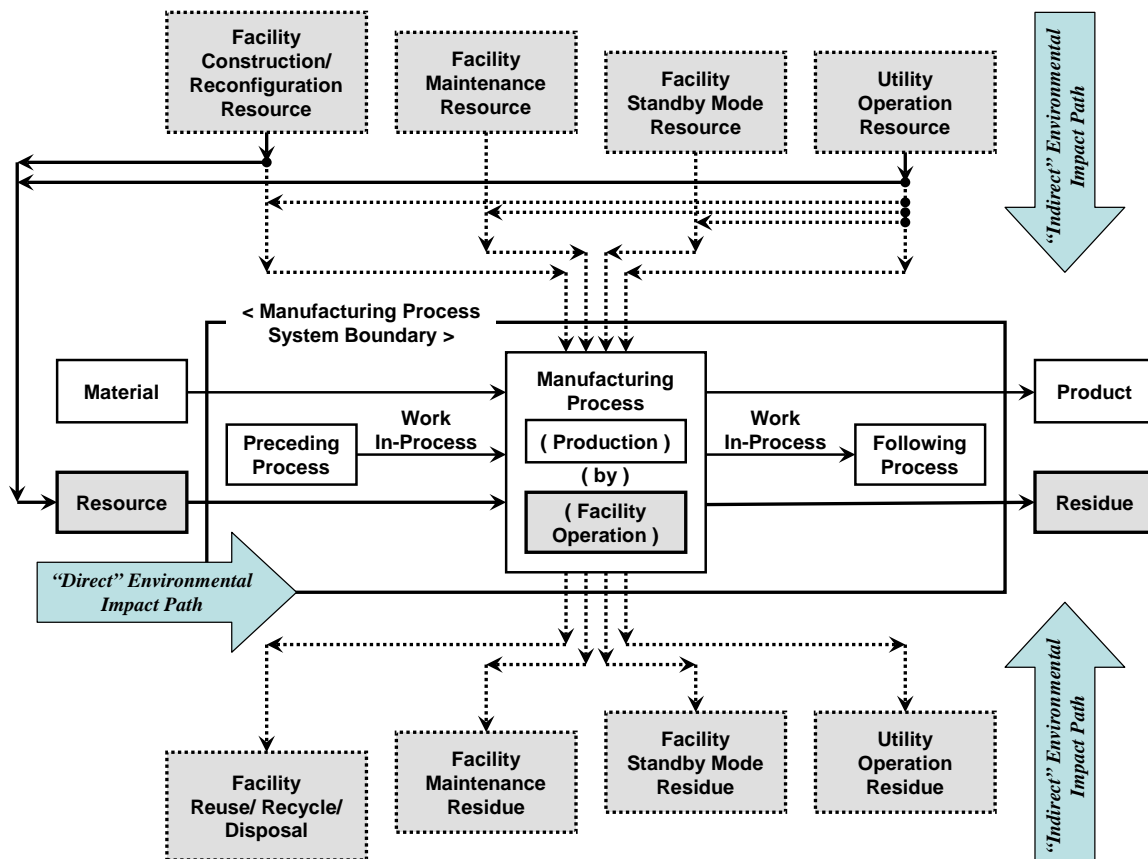 Facility
Construction/
Reconfiguration
Resource
Facility
Maintenance
Resource
Facility
Standby Mode
Resource
Utility
Operation
Resource
“Indirect” Environmental
Impact Path
< Manufacturing Process
System Boundary >
Material
Manufacturing
Process
Product
Preceding
Process
Work
In-Process
( Production )
Work
In-Process
Following
Process
( by )
Resource
( Facility
Operation )
Residue
“Direct” Environmental
Impact Path
Facility
Reuse/ Recycle/
Disposal
Facility
Maintenance
Residue
Facility
Standby Mode
Residue
Utility
Operation
Residue
“Indirect” Environmental
Impact Path